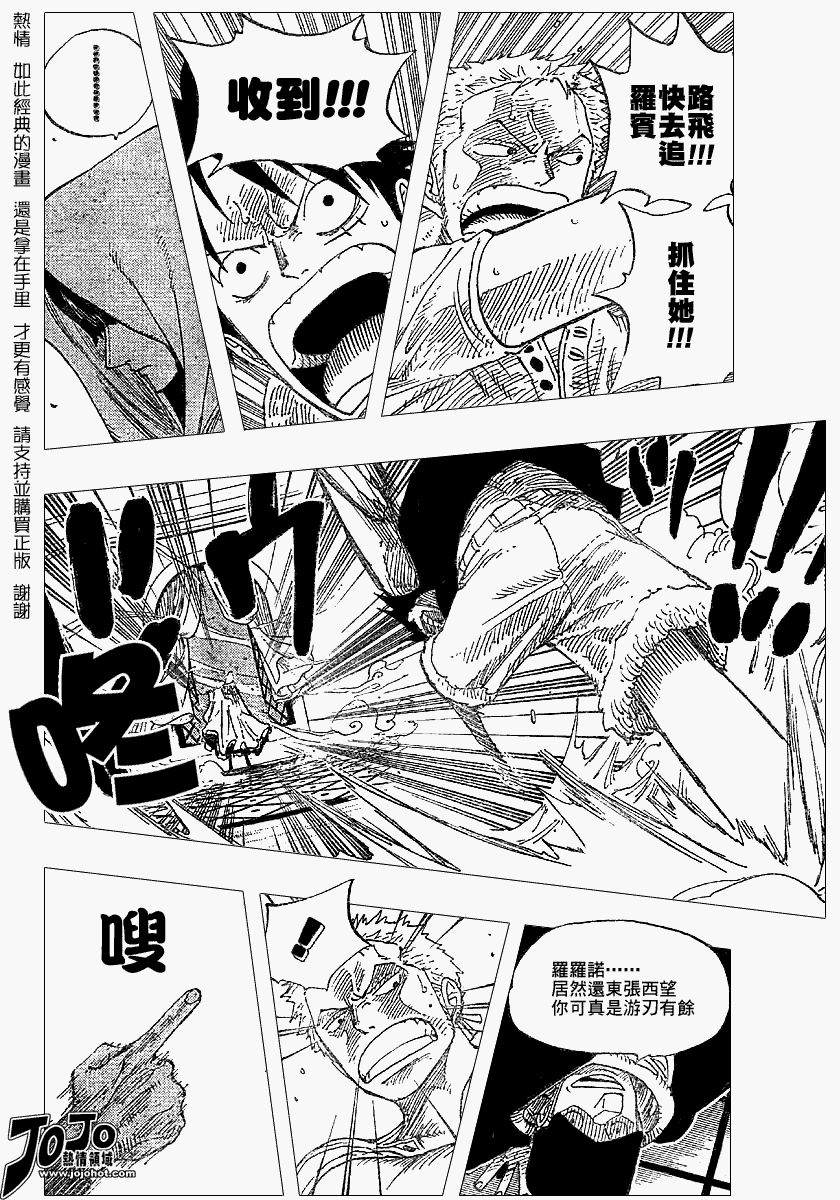 路飛!!!
快去追
羅賓
抓住她!!!
收到!!!
咚
羅羅諾……
居然還東張西望
你可真是游刃有餘
!
嗖
熱情 如此經典的漫畫 還是拿在手里 才更有感覺 請支持並購買正版 謝謝
JOJO
熱情領域
www.jojohot.com